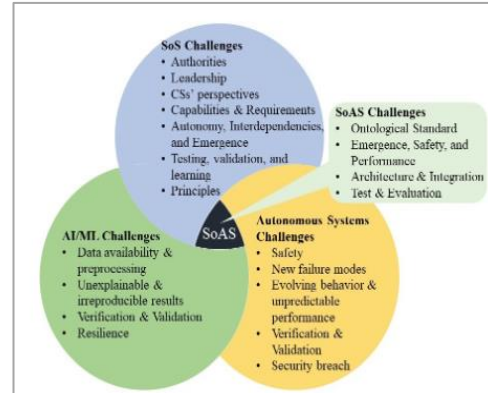 SoS Challenges
• Authorities
• Leadership
• CSs' perspectives
• Capabilities & Requirements
• Autonomy, Interdependencies,
and Emergence
• Testing, validation, and
learning
• Principles
SoAS Challenges
• Ontological Standard
• Emergence, Safety, and
Performance
• Architecture & Integration
• Test & Evaluation
SoAS
AI/ML Challenges
• Data availability &
preprocessing
• Unexplainable &
irreproducible results
• Verification & Validation
• Resilience
Autonomous Systems
Challenges
• Safety
• New failure modes
• Evolving behavior &
unpredictable
performance
• Verification &
Validation
• Security breach